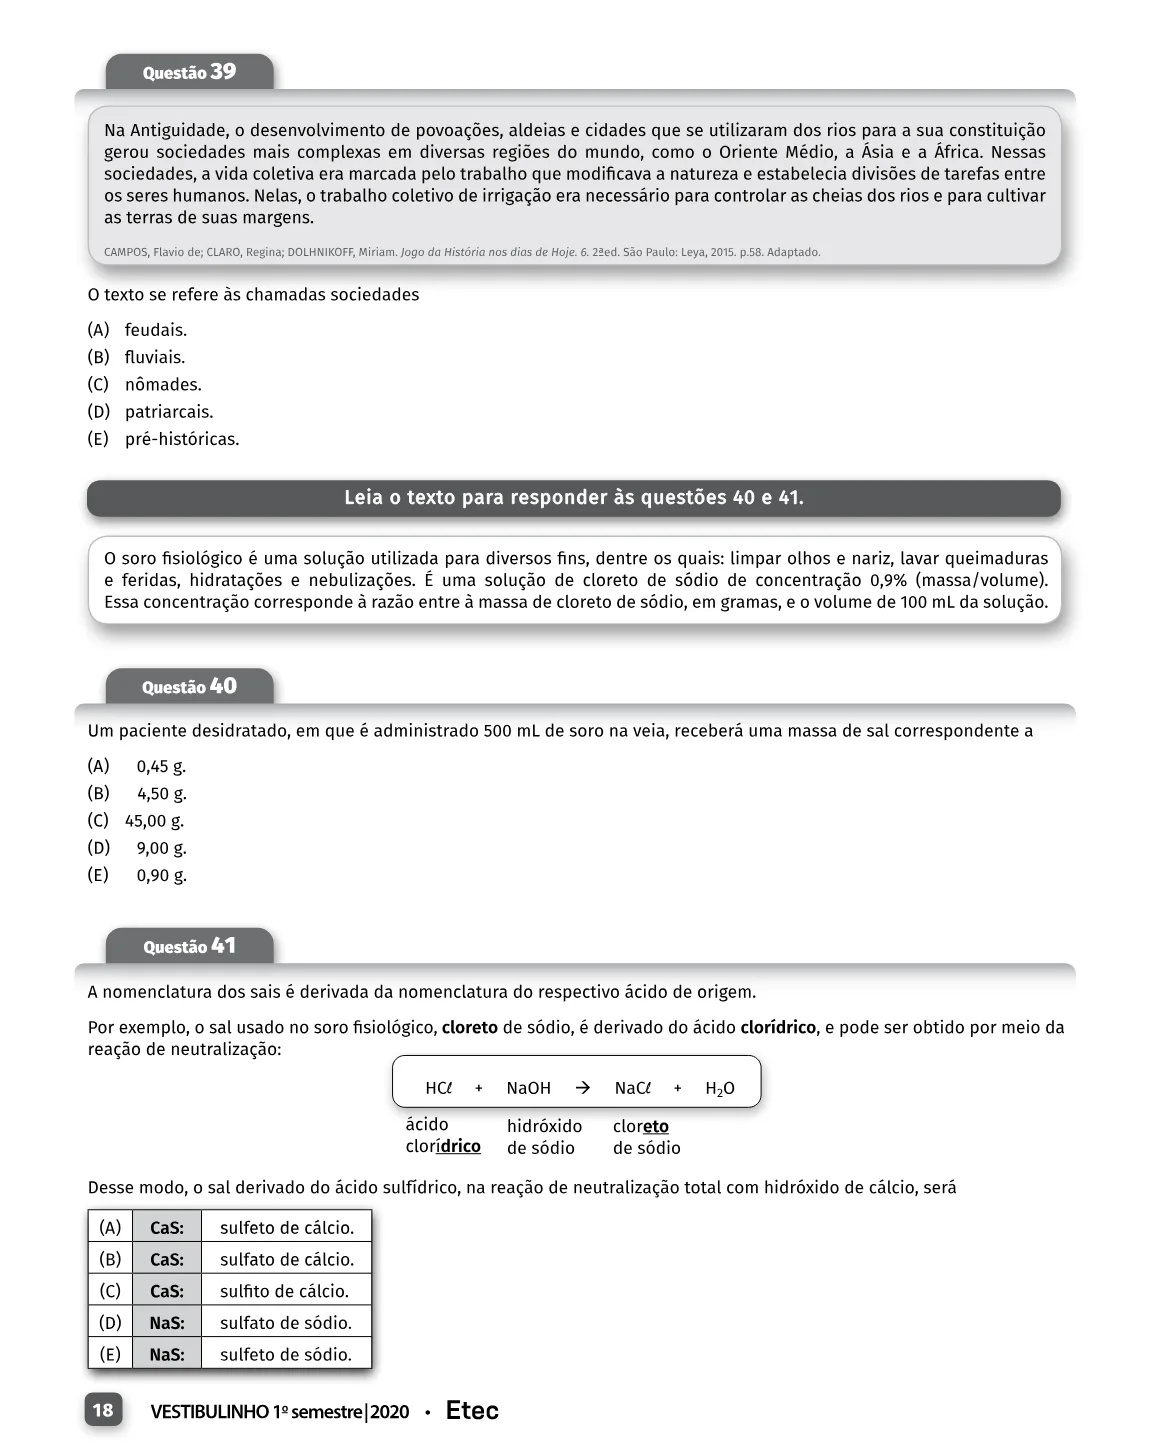 Questão 39
Na Antiguidade, o desenvolvimento de povoações, aldeias e cidades que se utilizaram dos rios para a sua constituição
gerou sociedades mais complexas em diversas regiões do mundo, como o Oriente Médio, a Ásia e a África. Nessas
sociedades, a vida coletiva era marcada pelo trabalho que modificava a natureza e estabelecia divisões de tarefas entre
os seres humanos. Nelas, o trabalho coletivo de irrigação era necessário para controlar as cheias dos rios e para cultivar
as terras de suas margens.
CAMPOS, Flavio de; CLARO, Regina; DOLHNIKOFF, Miriam. Jogo da História nos dias de Hoje. 6. 2ªed. São Paulo: Leya, 2015. p.58. Adaptado.
O texto se refere às chamadas sociedades
(A) feudais.
(B) fluviais.
(C) nômades.
(D) patriarcais.
(E) pré-históricas.
Leia o texto para responder às questões 40 e 41.
O soro fisiológico é uma solução utilizada para diversos fins, dentre os quais: limpar olhos e nariz, lavar queimaduras
e feridas, hidratações e nebulizações. É uma solução de cloreto de sódio de concentração 0,9% (massa/volume).
Essa concentração corresponde à razão entre à massa de cloreto de sódio, em gramas, e o volume de 100 mL da solução.
Questão 40
Um paciente desidratado, em que é administrado 500 mL de soro na veia, receberá uma massa de sal correspondente a
(A) 0,45 g.
(B) 4,50 g.
(C) 45,00 g.
(D) 9,00 g.
(E) 0,90 g.
Questão 41
A nomenclatura dos sais é derivada da nomenclatura do respectivo ácido de origem.
Por exemplo, o sal usado no soro fisiológico, cloreto de sódio, é derivado do ácido clorídrico, e pode ser obtido por meio da
reação de neutralização:
HCℓ + NaOH → NaCℓ + H₂O
ácido hidróxido cloreto
clorídrico de sódio de sódio
Desse modo, o sal derivado do ácido sulfídrico, na reação de neutralização total com hidróxido de cálcio, será
(A) CaS: sulfeto de cálcio.
(B) CaS: sulfato de cálcio.
(C) CaS: sulfito de cálcio.
(D) NaS: sulfato de sódio.
(E) NaS: sulfeto de sódio.
18 VESTIBULINHO 1º semestre|2020 • Etec